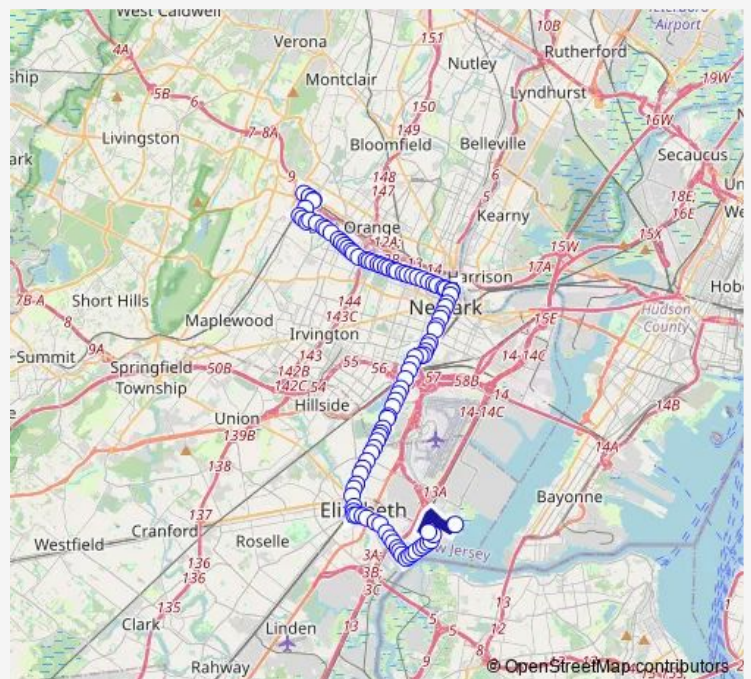 West Caldwell
Airport
4A
Verona
151
10B
Rutherford
Nutley
ship
Montclair
19W
5B
6
Lyndhurst
150
16W
Livingston
7-8A
149
Bloomfield
Belleville
5
6
Secaucus
ark
9
148
147
18E;
16E
Kearny
Orange
15X
12A;
15W
13
14
Harrison
17A
7B-A
Short Hills
144
143C
Newark
15E
Hudson
County
8
Maplewood
Irvington
9A
Summit
143
55
56
14-14C
Springfield
Township
50B
142B
142C
54
57
58B
14
Hillside
14-14C
14B
Union
139B
138
14A
13A
Bayonne
Elizabeth
137
Cranford
Westfield
Roselle
New Jersey
3A
3B;
3C
136
136
135
13
13
Clark
5
5
12
Linden
9
8
Rahway
1
© OpenStreetMap contributors